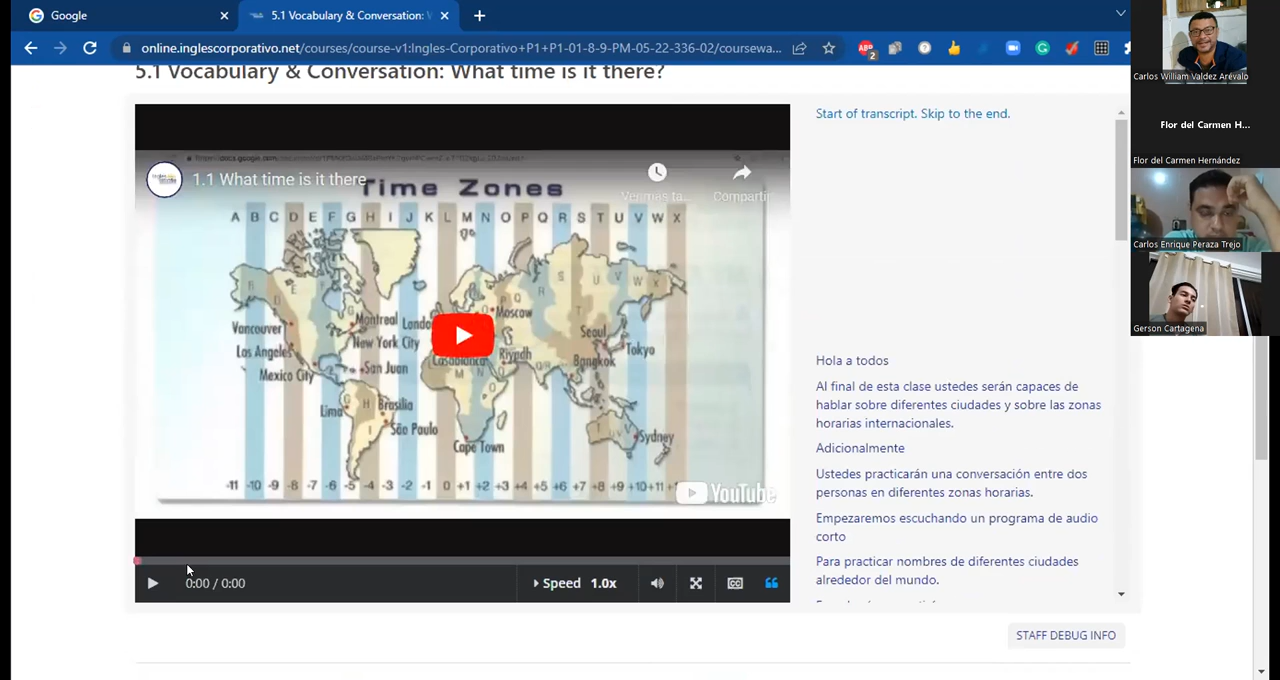 Google
5.1 Vocabulary & Conversation: W
online.inglescorporativo.net/courses/course-v1:Ingles-Corporativo+P1+P1-01-8-9-PM-05-22-336-02/coursewa...
2
5.1 Vocabulary & Conversation: What time is it there?
1.1 What time is it there
Time Zones
Compartir
A B C D E F G H I J K L M N O P Q R S T U V W X
Vancouver
Los Angeles
Mexico City
Montreal
New York City
San Juan
Lima
Brasilia
São Paulo
London
Casablanca
Cape Town
Moscow
Riyadh
Bangkok
Seoul
Tokyo
Sydney
-11 -10 -9 -8 -7 -6 -5 -4 -3 -2 -1 0 +1 +2 +3 +4 +5 +6 +7 +8 +9 +10 +11
YouTube
0:00 / 0:00
Speed 1.0x
Start of transcript. Skip to the end.
Hola a todos
Al final de esta clase ustedes serán capaces de
hablar sobre diferentes ciudades y sobre las zonas
horarias internacionales.
Adicionalmente
Ustedes practicarán una conversación entre dos
personas en diferentes zonas horarias.
Empezaremos escuchando un programa de audio
corto
Para practicar nombres de diferentes ciudades
alrededor del mundo.
STAFF DEBUG INFO
Carlos William Valdez Arévalo
Flor del Carmen H...
Flor del Carmen Hernández
Carlos Enrique Peraza Trejo
Gerson Cartagena